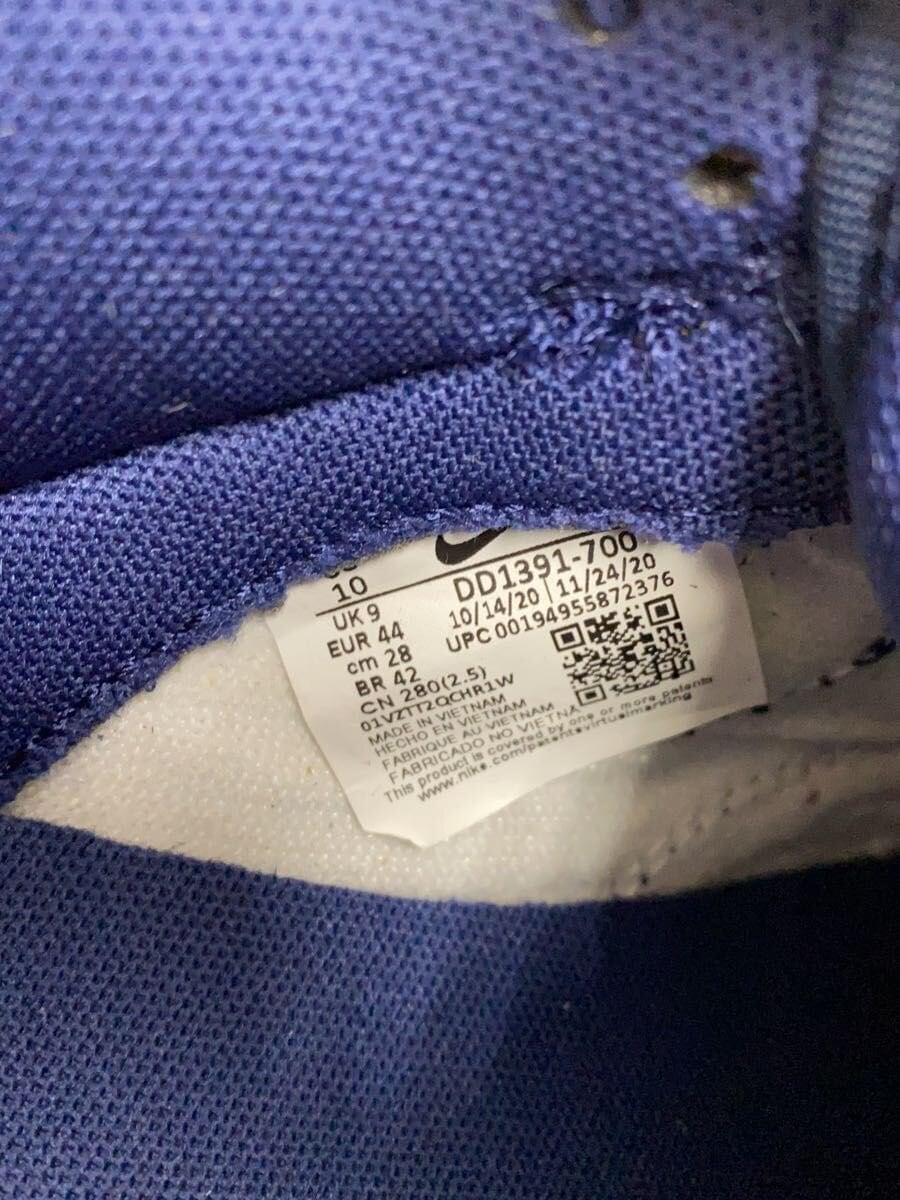 10
UK 9
EUR 44
cm 28
BR 42
CN 280(2.5)
DD1391-700
10/14/20 11/24/20
UPC 00194955872376
01VZTT2QCHR1W
MADE IN VIETNAM
HECHO EN VIETNAM
FABRIQUE AU VIETNAM
FABRICADO NO VIETNA
This product is covered by one or more patents
www.nike.com/patentsvirtualmarking